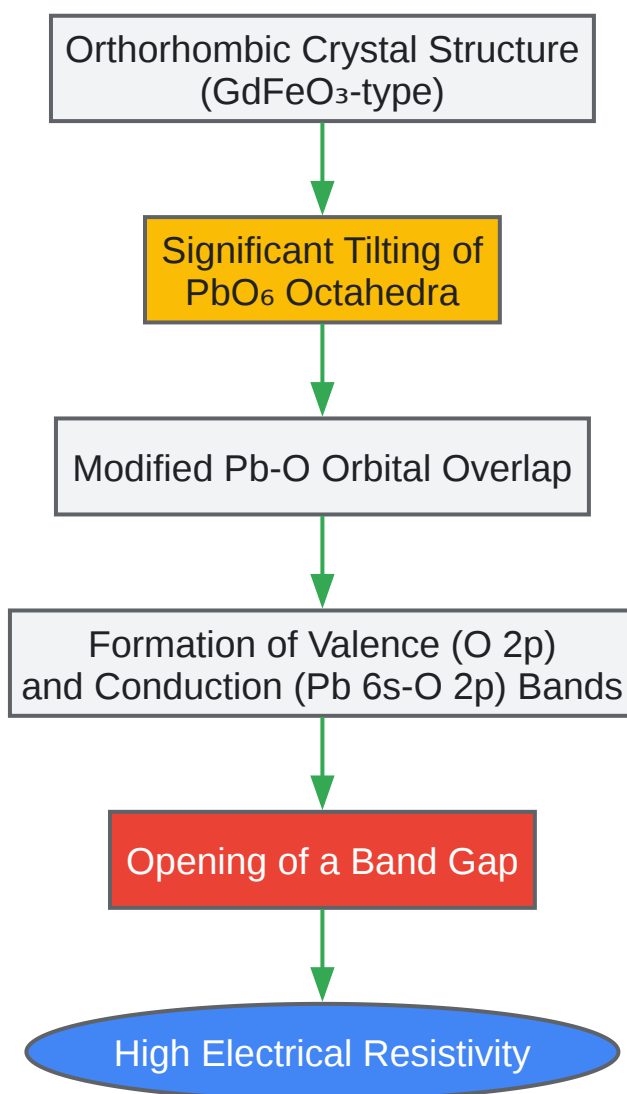 Orthorhombic Crystal Structure
(GdFeO₃-type)
Significant Tilting of
PbO₆ Octahedra
Modified Pb-O Orbital Overlap
Formation of Valence (O 2p)
and Conduction (Pb 6s-O 2p) Bands
Opening of a Band Gap
High Electrical Resistivity